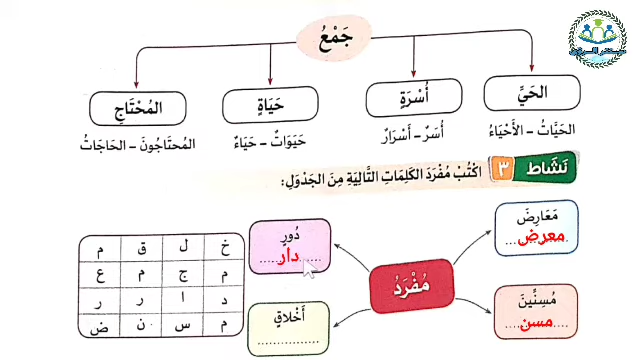 جَمْعُ
الحَيِّ
أُسْرَةٍ
حَيَاةٍ
المُحْتَاجِ
الحَيَّاتُ - الأَحْيَاءُ
أُسَرٌ - أَسْرَارٌ
حَيَوَاتٌ - حَيَاءٌ
المُحْتَاجُونَ - الحَاجَاتُ
نَشَاط ٣ اكْتُبْ مُفْرَدَ الكَلِمَاتِ التَّالِيَةِ مِنَ الجَدْوَلِ:
مَعَارِضَ
معرض
دُورٍ
دار
مُفْرَدُ
مُسِنِّينَ
مسن
أَخْلاقٍ
خ ل ق م
م ج م ع
د ا ر ر
م س ن ض